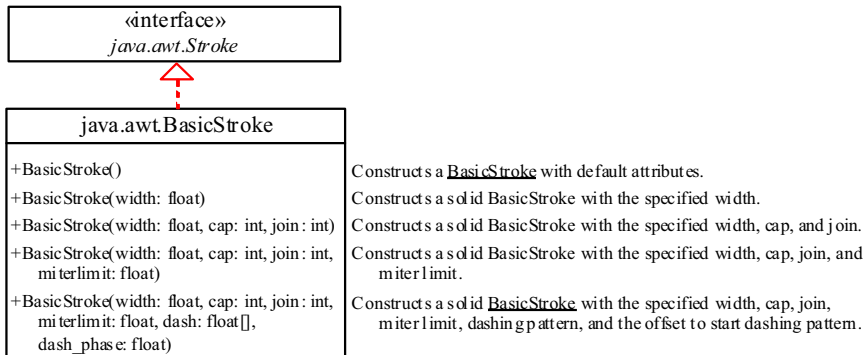 «interface»
java.awt.Stroke
java.awt.BasicStroke
+BasicStroke()
Constructs a BasicStroke with default attributes.
+BasicStroke(width: float)
Constructs a solid BasicStroke with the specified width.
+BasicStroke(width: float, cap: int, join: int)
Constructs a solid BasicStroke with the specified width, cap, and join.
+BasicStroke(width: float, cap: int, join: int,
miterlimit: float)
Constructs a solid BasicStroke with the specified width, cap, join, and
miter limit.
+BasicStroke(width: float, cap: int, join: int,
miterlimit: float, dash: float[],
dash_phase: float)
Constructs a solid BasicStroke with the specified width, cap, join,
miter limit, dashing pattern, and the offset to start dashing pattern.